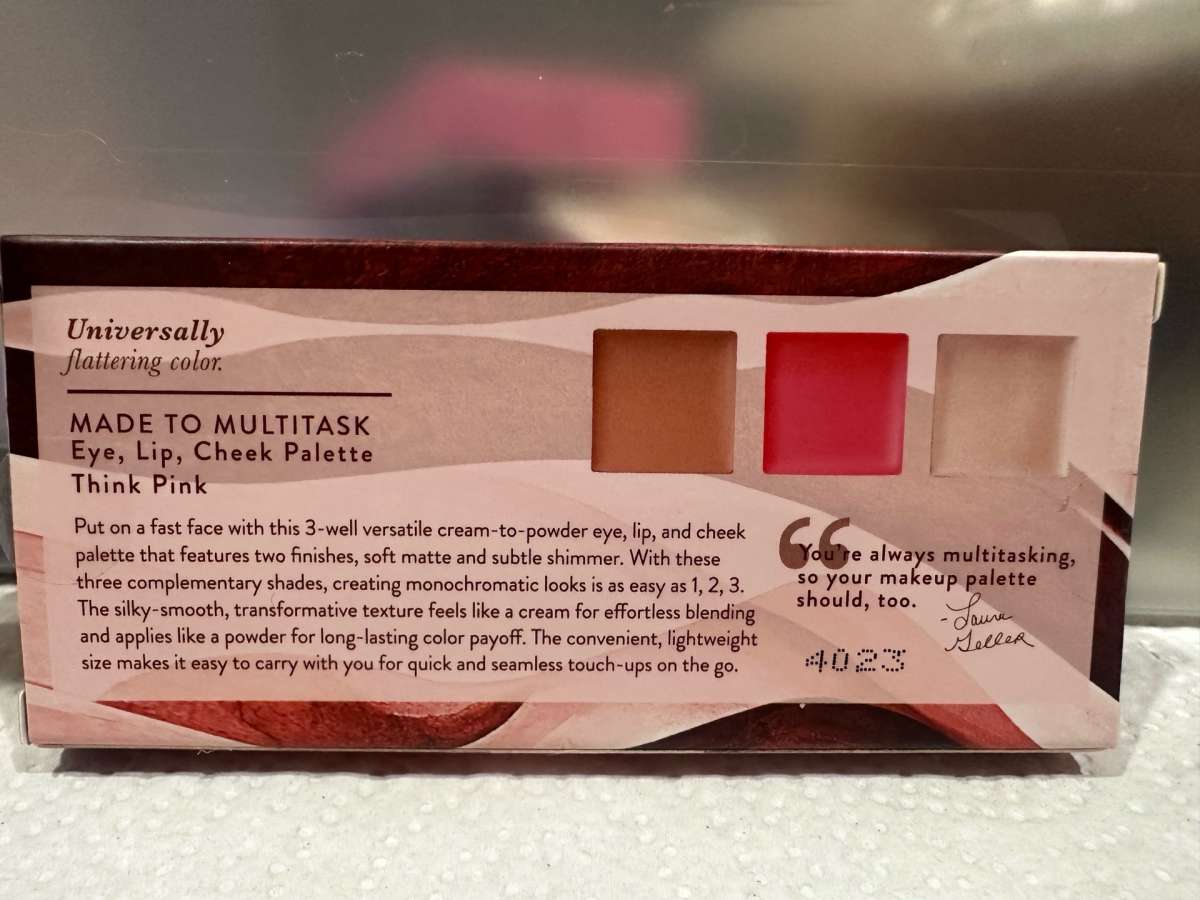 Universally
flattering color.
MADE TO MULTITASK
Eye, Lip, Cheek Palette
Think Pink
Put on a fast face with this 3-well versatile cream-to-powder eye, lip, and cheek
palette that features two finishes, soft matte and subtle shimmer. With these
three complementary shades, creating monochromatic looks is as easy as 1, 2, 3.
The silky-smooth, transformative texture feels like a cream for effortless blending
and applies like a powder for long-lasting color payoff. The convenient, lightweight
size makes it easy to carry with you for quick and seamless touch-ups on the go.
“You're always multitasking,
so your makeup palette
should, too.
- Laura
Geller
4023